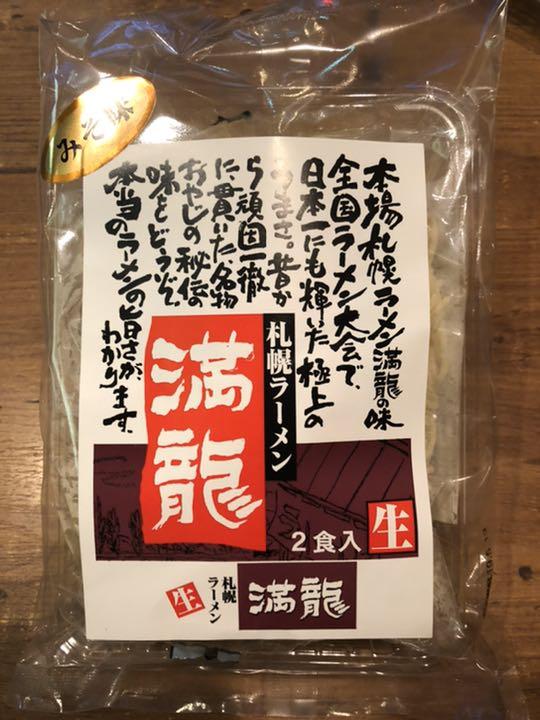 みそ味
本場札幌ラーメン満龍の味
全国ラーメン大会で、
日本一にも輝いた極上の
うまさ。昔か
ら頑固一徹
に貫いた、名物
おやじの秘伝の
味をどうぞ。
本当のラーメンの旨さが、
わかります。
札幌ラーメン
満龍
2食入
生
生
札幌
ラーメン
満龍